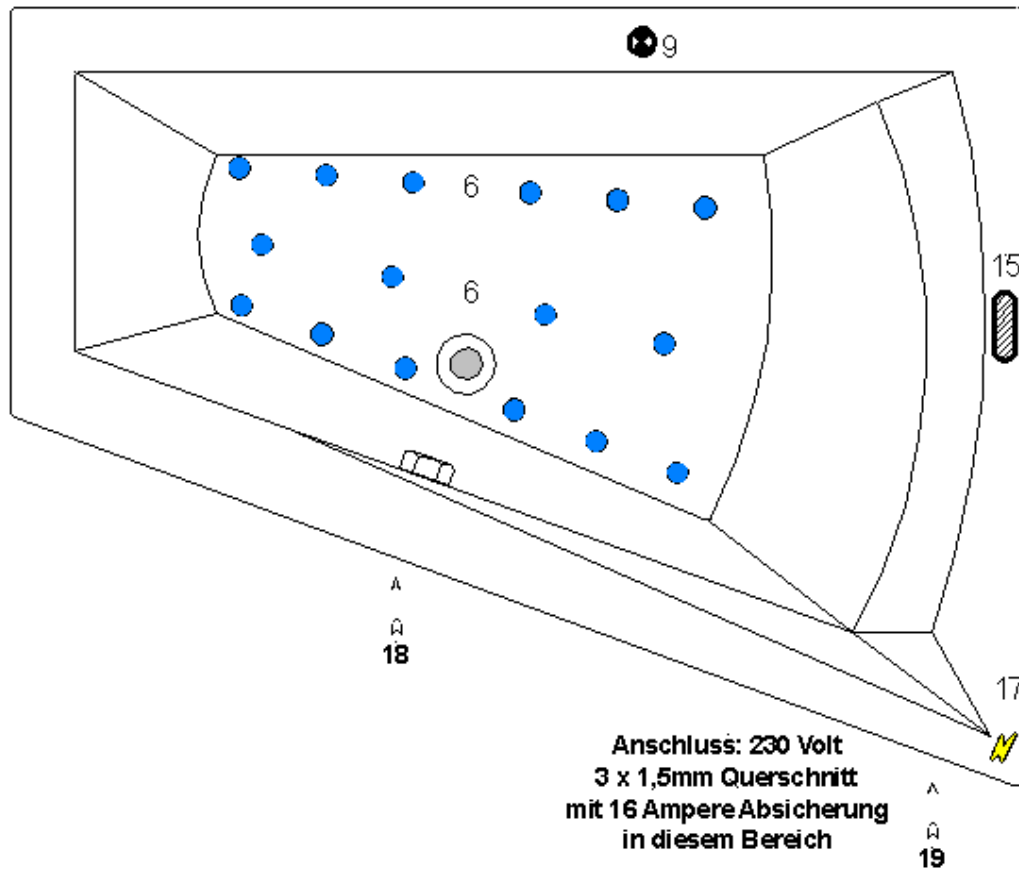 9
6
15
6
18
17
Anschluss: 230 Volt
3 x 1,5mm Querschnitt
mit 16 Ampere Absicherung
in diesem Bereich
19